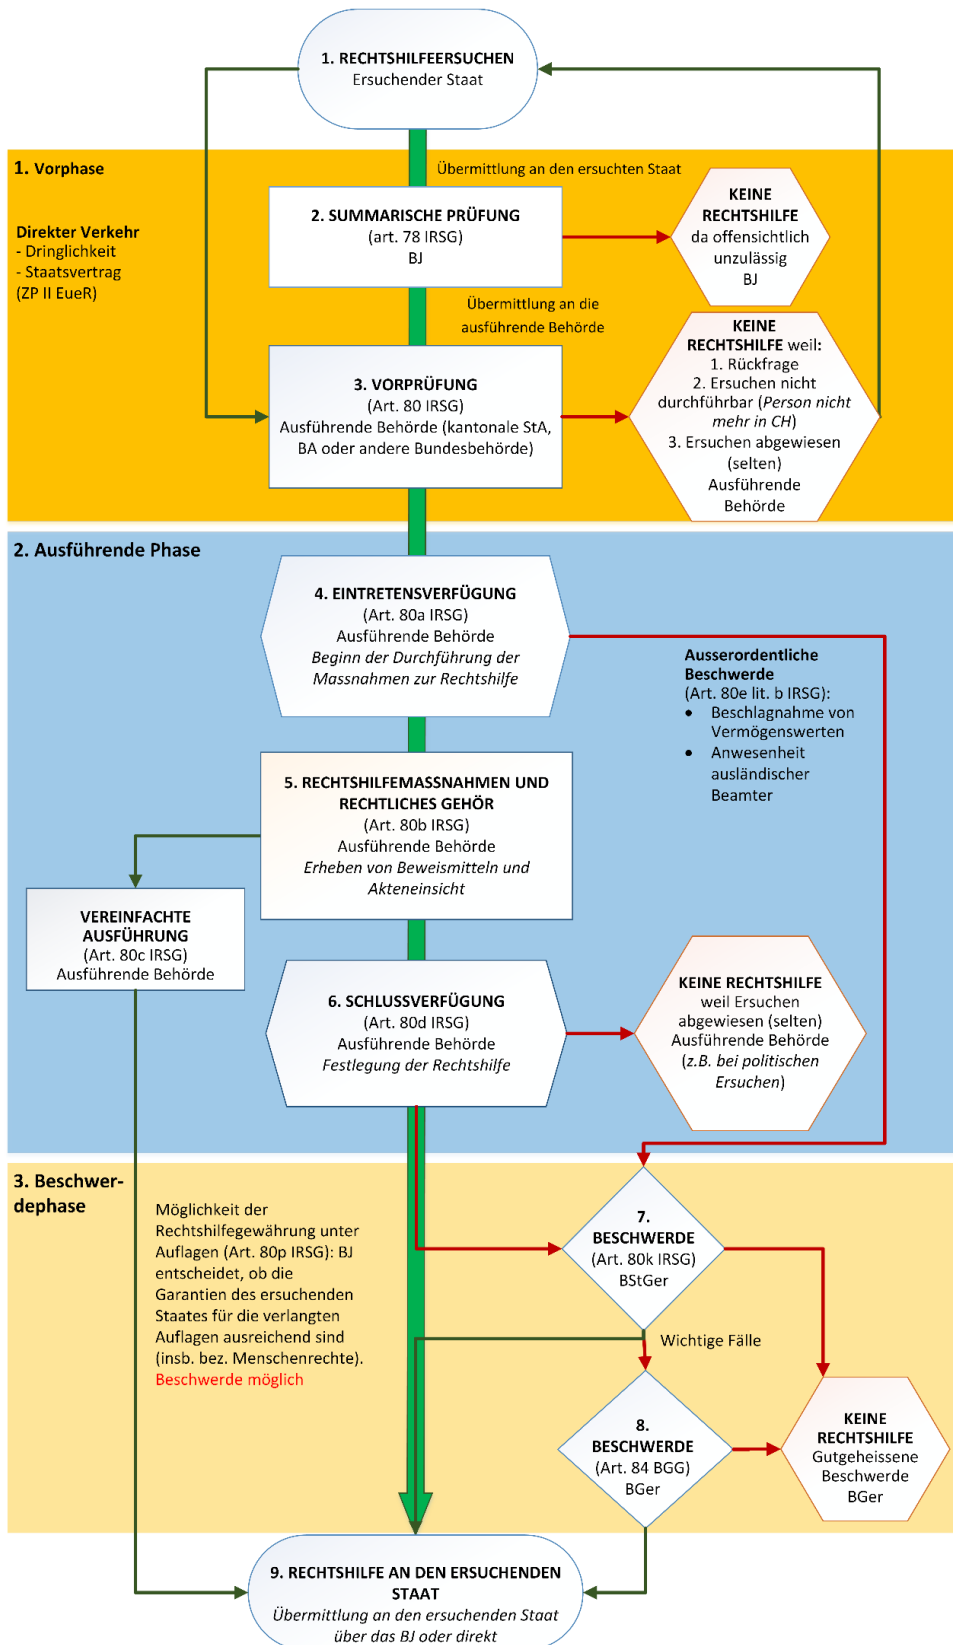 1. RECHTSHILFEERSUCHEN
Ersuchender Staat
1. Vorphase
Übermittlung an den ersuchten Staat
Direkter Verkehr
- Dringlichkeit
- Staatsvertrag
(ZP II EueR)
2. SUMMARISCHE PRÜFUNG
(art. 78 IRSG)
BJ
KEINE
RECHTSHILFE
da offensichtlich
unzulässig
BJ
Übermittlung an die
ausführende Behörde
3. VORPRÜFUNG
(Art. 80 IRSG)
Ausführende Behörde (kantonale StA,
BA oder andere Bundesbehörde)
KEINE
RECHTSHILFE weil:
1. Rückfrage
2. Ersuchen nicht
durchführbar (Person nicht
mehr in CH)
3. Ersuchen abgewiesen
(selten)
Ausführende
Behörde
2. Ausführende Phase
4. EINTRETENSVERFÜGUNG
(Art. 80a IRSG)
Ausführende Behörde
Beginn der Durchführung der
Massnahmen zur Rechtshilfe
Ausserordentliche
Beschwerde
(Art. 80e lit. b IRSG):
• Beschlagnahme von
Vermögenswerten
• Anwesenheit
ausländischer
Beamter
5. RECHTSHILFEMASSNAHMEN UND
RECHTLICHES GEHÖR
(Art. 80b IRSG)
Ausführende Behörde
Erheben von Beweismitteln und
Akteneinsicht
VEREINFACHTE
AUSFÜHRUNG
(Art. 80c IRSG)
Ausführende Behörde
6. SCHLUSSVERFÜGUNG
(Art. 80d IRSG)
Ausführende Behörde
Festlegung der Rechtshilfe
KEINE RECHTSHILFE
weil Ersuchen
abgewiesen (selten)
Ausführende Behörde
(z.B. bei politischen
Ersuchen)
3. Beschwer-
dephase
Möglichkeit der
Rechtshilfegewährung unter
Auflagen (Art. 80p IRSG): BJ
entscheidet, ob die
Garantien des ersuchenden
Staates für die verlangten
Auflagen ausreichend sind
(insb. bez. Menschenrechte).
Beschwerde möglich
7.
BESCHWERDE
(Art. 80k IRSG)
BStGer
Wichtige Fälle
8.
BESCHWERDE
(Art. 84 BGG)
BGer
KEINE
RECHTSHILFE
Gutgeheissene
Beschwerde
BGer
9. RECHTSHILFE AN DEN ERSUCHENDEN
STAAT
Übermittlung an den ersuchenden Staat
über das BJ oder direkt